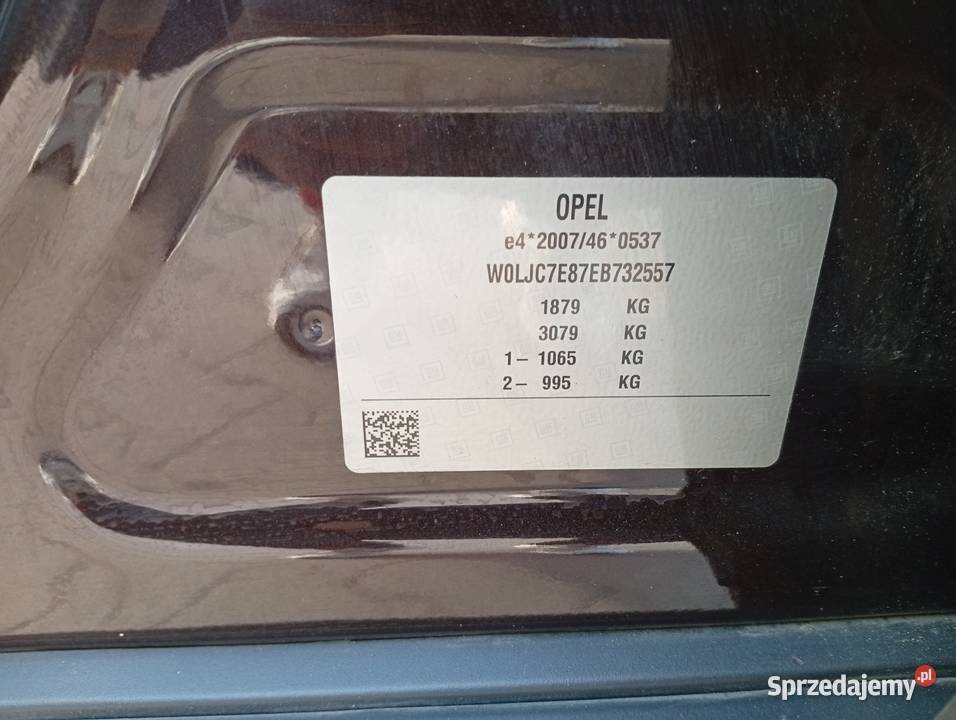 OPEL
e4*2007/46*0537
W0LJC7E87EB732557
1879 KG
3079 KG
1– 1065 KG
2– 995 KG
Sprzedajemy.pl